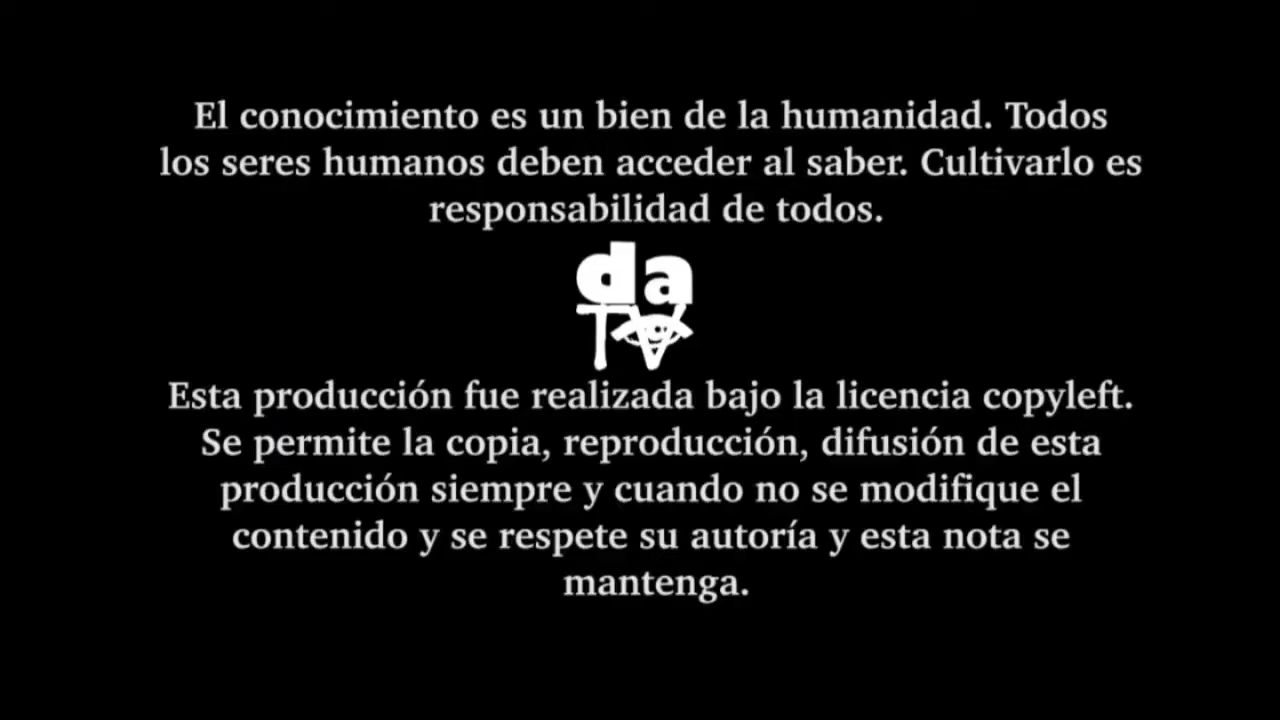 El conocimiento es un bien de la humanidad. Todos
los seres humanos deben acceder al saber. Cultivarlo es
responsabilidad de todos.
da
TV
Esta producción fue realizada bajo la licencia copyleft.
Se permite la copia, reproducción, difusión de esta
producción siempre y cuando no se modifique el
contenido y se respete su autoría y esta nota se
mantenga.